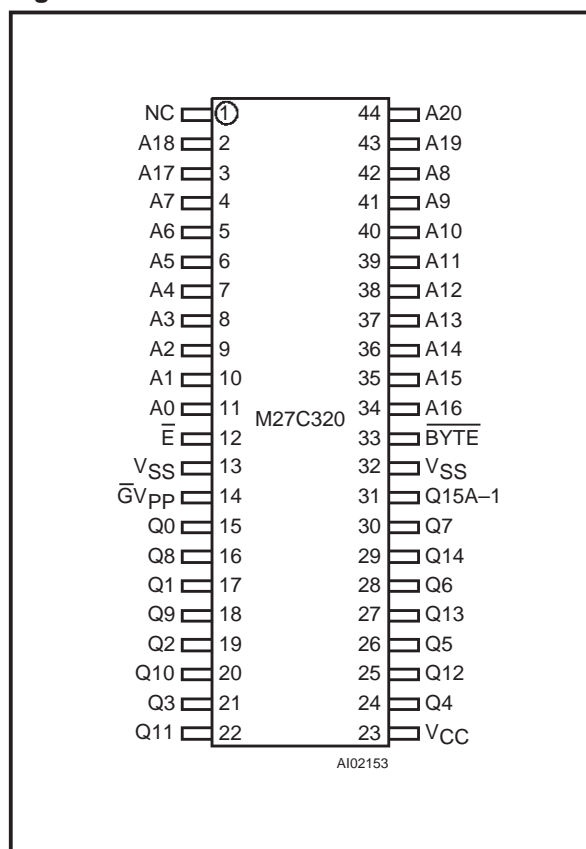 NC 1 44 A20
A18 2 43 A19
A17 3 42 A8
A7 4 41 A9
A6 5 40 A10
A5 6 39 A11
A4 7 38 A12
A3 8 37 A13
A2 9 36 A14
A1 10 35 A15
A0 11 34 A16
M27C320
E̅ 12 33 B̅Y̅T̅E̅
VSS 13 32 VSS
G̅VPP 14 31 Q15A–1
Q0 15 30 Q7
Q8 16 29 Q14
Q1 17 28 Q6
Q9 18 27 Q13
Q2 19 26 Q5
Q10 20 25 Q12
Q3 21 24 Q4
Q11 22 23 VCC
AI02153